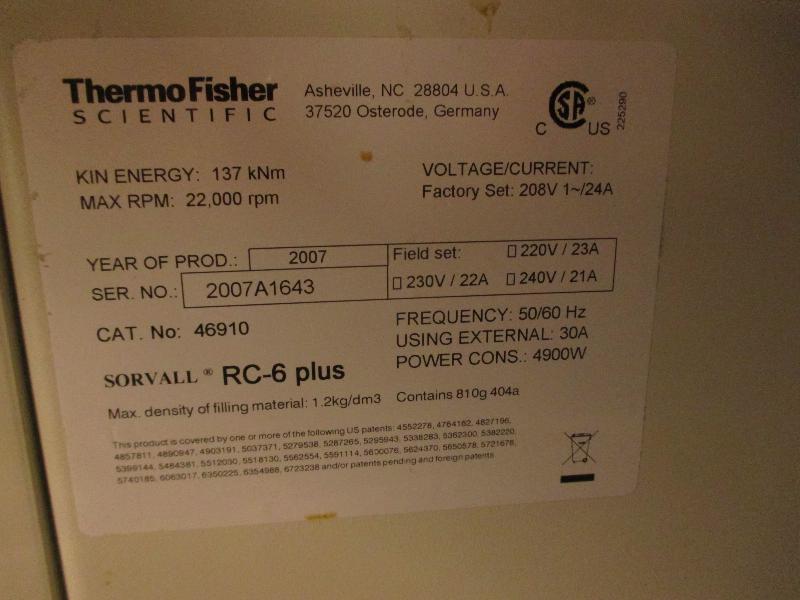 ThermoFisher
SCIENTIFIC
Asheville, NC 28804 U.S.A.
37520 Osterode, Germany
CSA®
C US
225290
KIN ENERGY: 137 kNm
MAX RPM: 22,000 rpm
VOLTAGE/CURRENT:
Factory Set: 208V 1~/24A
YEAR OF PROD.: 2007
SER. NO.: 2007A1643
Field set: 220V / 23A
230V / 22A 240V / 21A
CAT. No: 46910
FREQUENCY: 50/60 Hz
USING EXTERNAL: 30A
POWER CONS.: 4900W
SORVALL® RC-6 plus
Max. density of filling material: 1.2kg/dm3 Contains 810g 404a
This product is covered by one or more of the following US patents: 4552278, 4764162, 4827196,
4857811, 4890947, 4903191, 5037371, 5279538, 5287265, 5295943, 5338283, 5362300, 5382220,
5399144, 5484381, 5512030, 5518130, 5562554, 5591114, 5600076, 5624370, 5650578, 5721676,
5740185, 6063017, 6350225, 6354988, 6723238 and/or patents pending and foreign patents